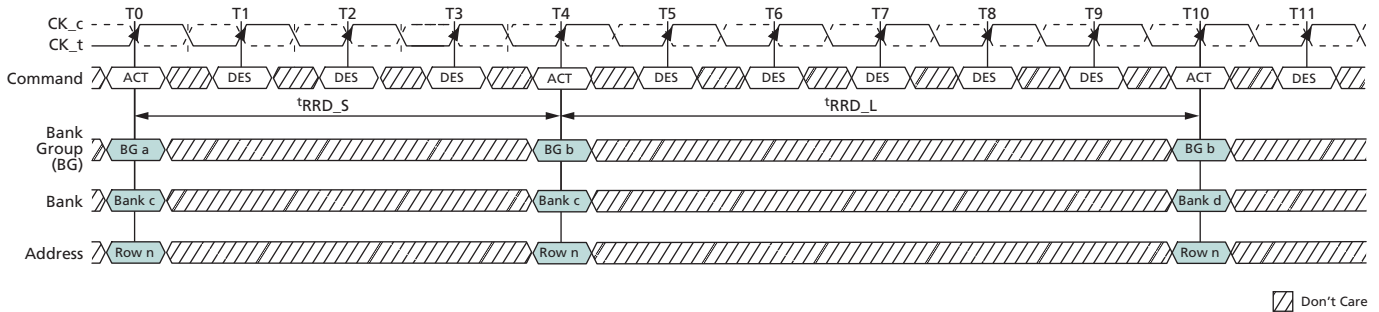 T0 T1 T2 T3 T4 T5 T6 T7 T8 T9 T10 T11
CK_c
CK_t
Command ACT DES DES DES ACT DES DES DES DES DES ACT DES
tRRD_S tRRD_L
Bank
Group
(BG)
BG a BG b BG b
Bank Bank c Bank c Bank d
Address Row n Row n Row n
Don't Care